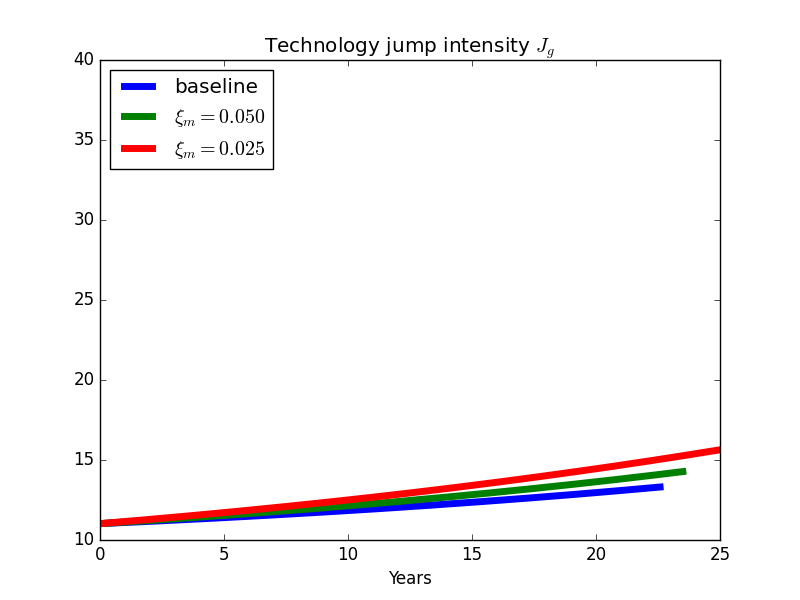 Technology jump intensity $J_g$
baseline
$\xi_m = 0.050$
$\xi_m = 0.025$
40
35
30
25
20
15
10
0 5 10 15 20 25
Years